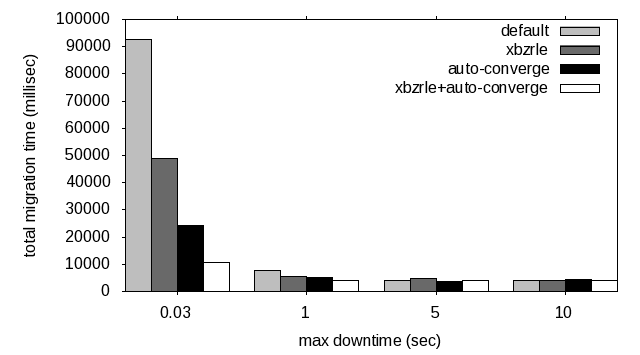 total migration time (millisec)
100000
90000
80000
70000
60000
50000
40000
30000
20000
10000
0
default
xbzrle
auto-converge
xbzrle+auto-converge
0.03 1 5 10
max downtime (sec)